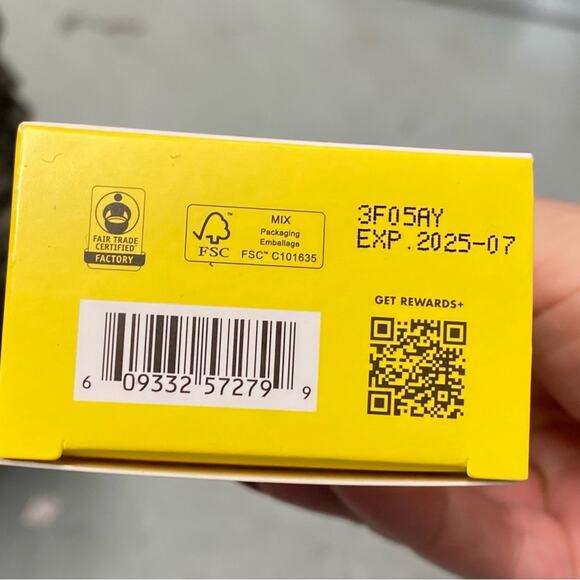 FAIR TRADE
CERTIFIED™
FACTORY
FSC
MIX
Packaging
Emballage
FSC™ C101635
3F05AY
EXP.2025-07
GET REWARDS+
6 09332 57279 9